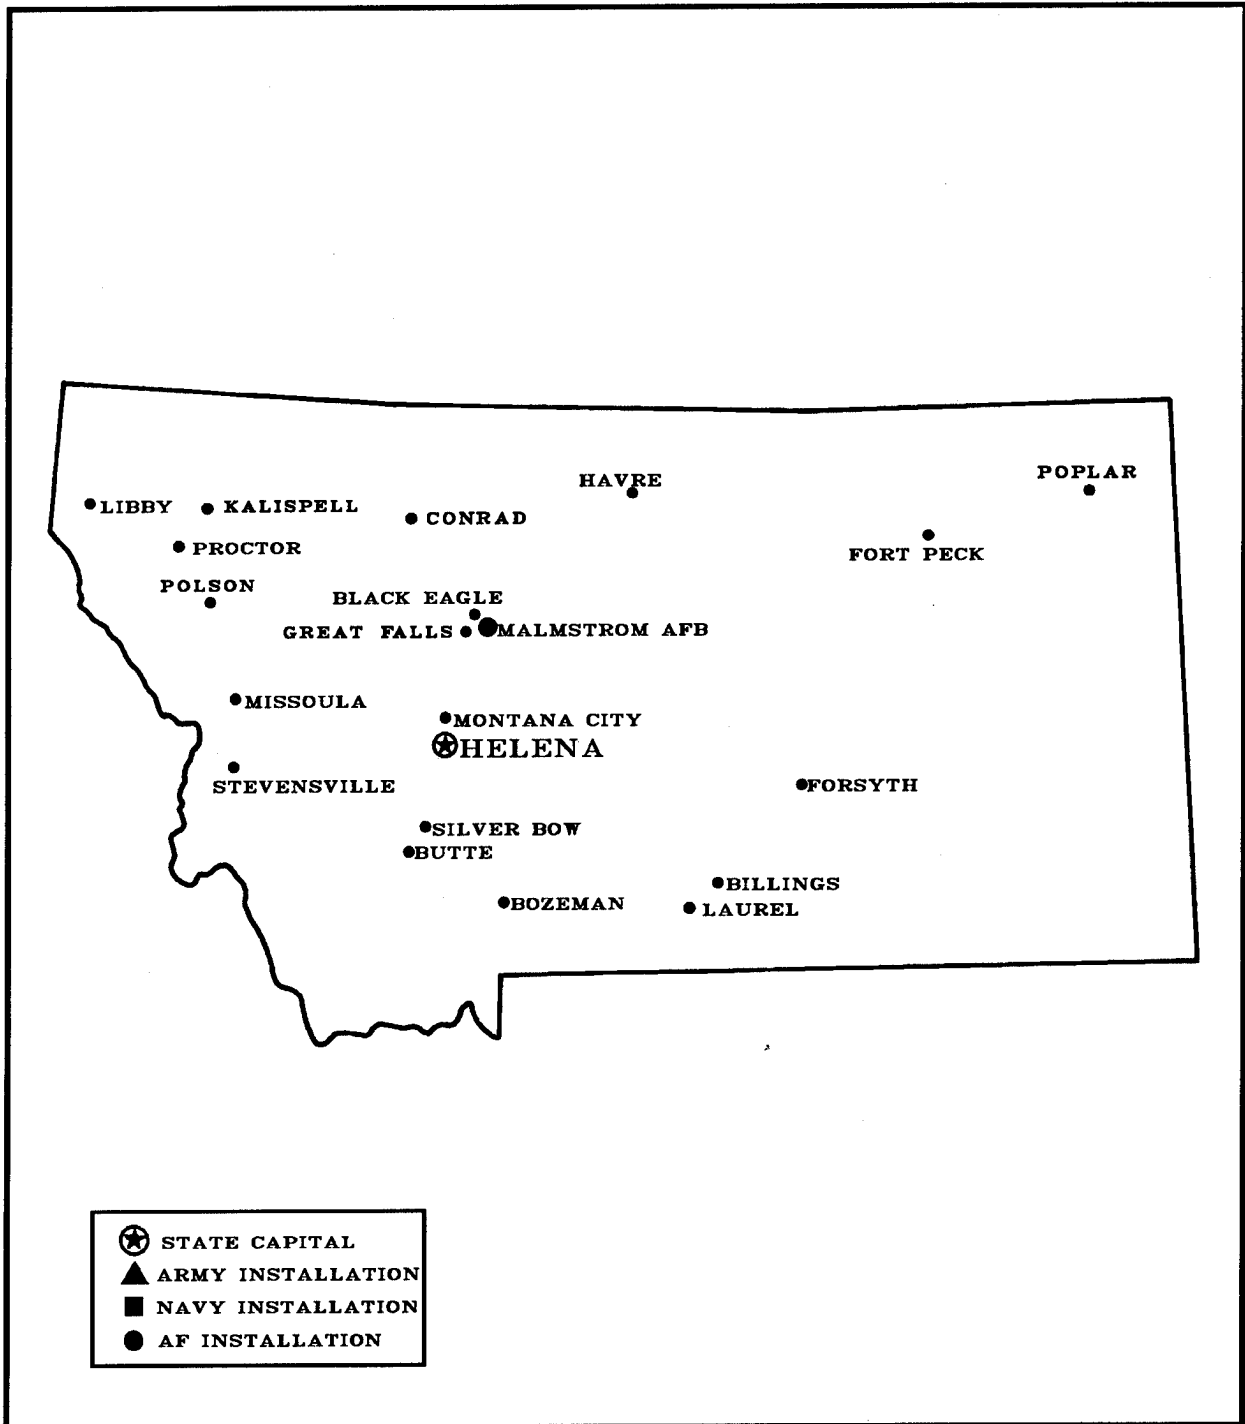 HAVRE
POPLAR
LIBBY
KALISPELL
CONRAD
PROCTOR
FORT PECK
POLSON
BLACK EAGLE
GREAT FALLS
MALMSTROM AFB
MISSOULA
MONTANA CITY
HELENA
STEVENSVILLE
FORSYTH
SILVER BOW
BUTTE
BILLINGS
BOZEMAN
LAUREL
STATE CAPITAL
ARMY INSTALLATION
NAVY INSTALLATION
AF INSTALLATION